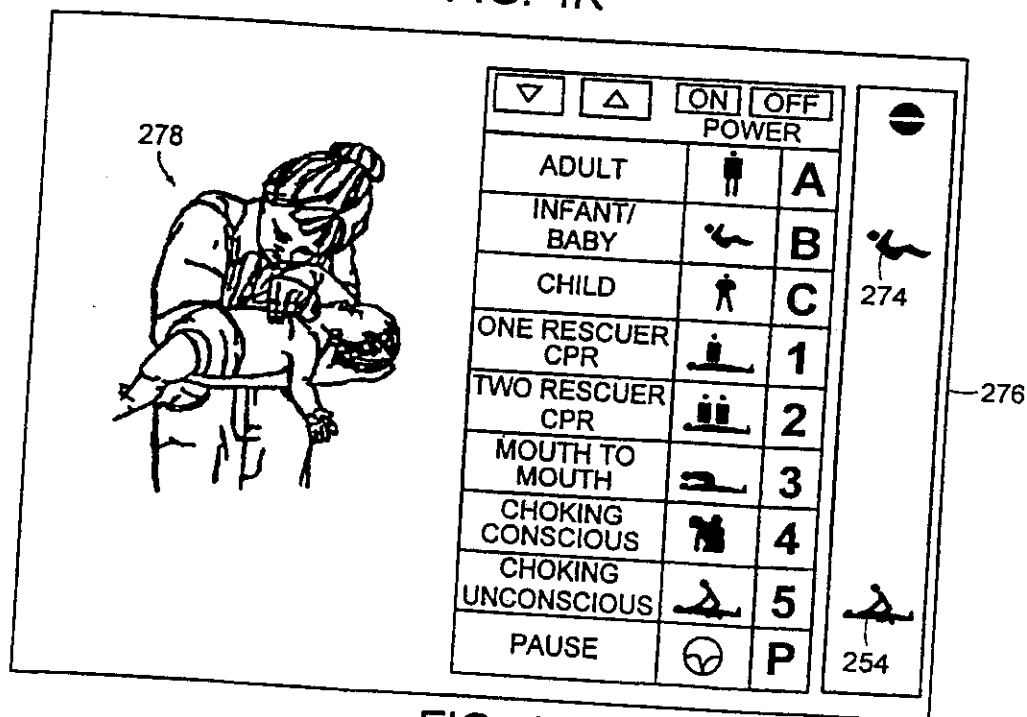 278
ON OFF
POWER
ADULT A
INFANT/
BABY B
CHILD C
ONE RESCUER
CPR 1
TWO RESCUER
CPR 2
MOUTH TO
MOUTH 3
CHOKING
CONSCIOUS 4
CHOKING
UNCONSCIOUS 5
PAUSE P
274
276
254